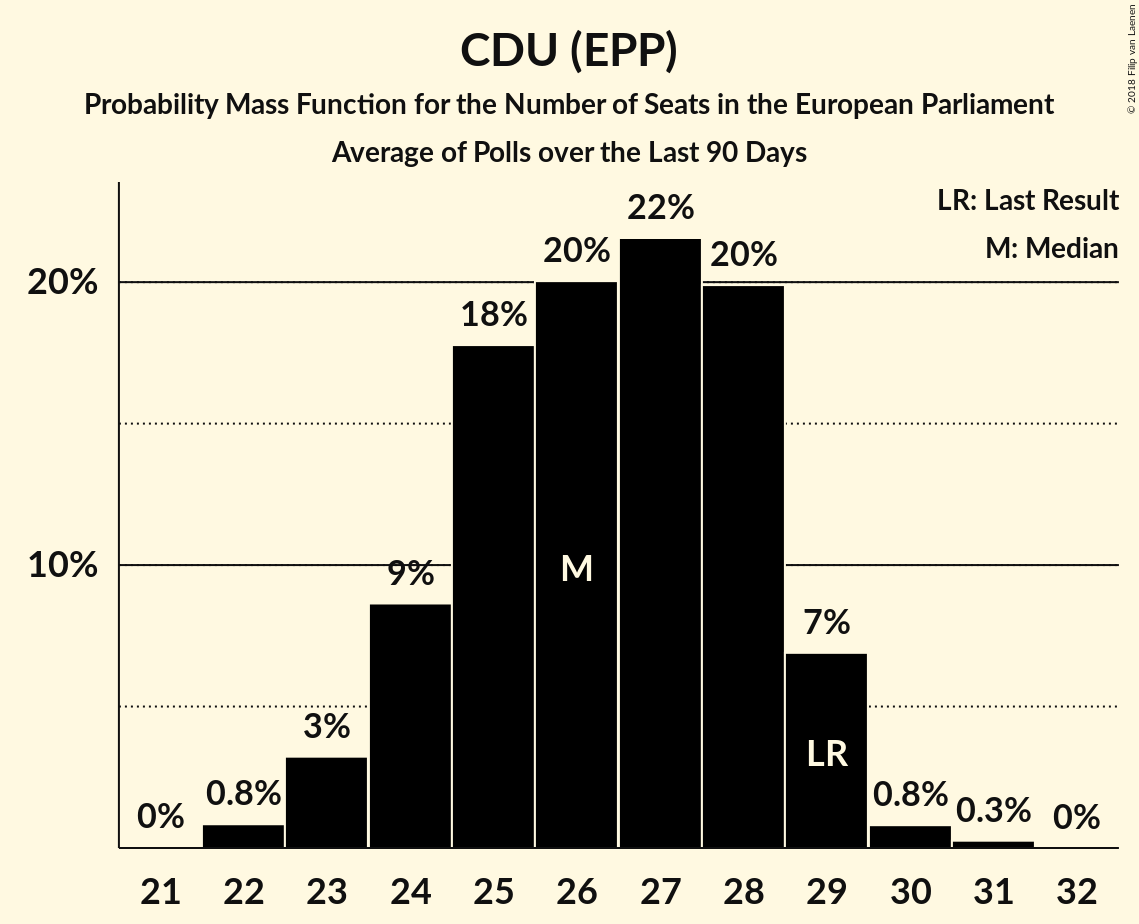 CDU (EPP)
Probability Mass Function for the Number of Seats in the European Parliament
Average of Polls over the Last 90 Days
© 2018 Filip van Laenen
LR: Last Result
M: Median
20%
10%
0%
0.8%
3%
9%
18%
20%
22%
20%
7%
0.8%
0.3%
0%
M
LR
21 22 23 24 25 26 27 28 29 30 31 32